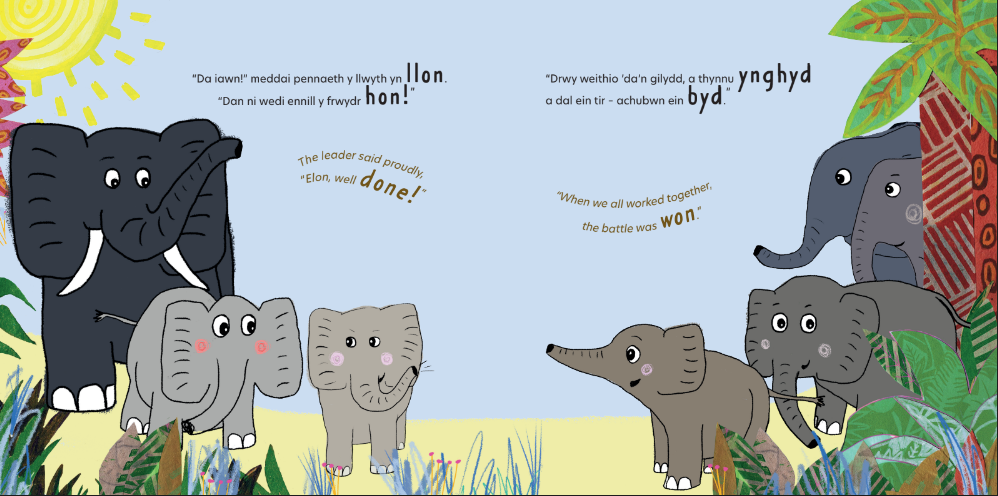 "Da iawn!" meddai pennaeth y llwyth yn llon.
"Dan ni wedi ennill y frwydr hon!"
The leader said proudly,
"Elon, well done!"
"Drwy weithio 'da'n gilydd, a thynnu ynghyd
a dal ein tir - achubwn ein byd."
"When we all worked together,
the battle was won."